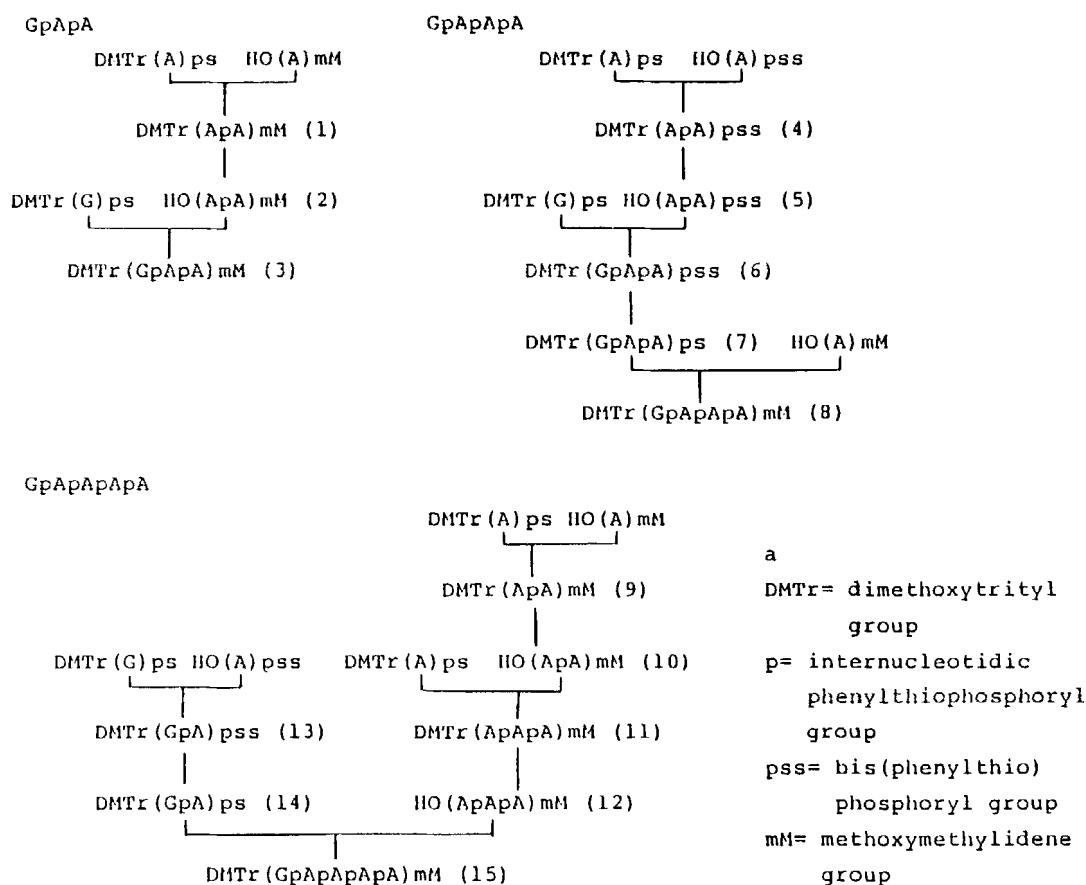 GpApA
DMTr(A)ps HO(A)mM
DMTr(ApA)mM (1)
DMTr(G)ps HO(ApA)mM (2)
DMTr(GpApA)mM (3)
GpApApA
DMTr(A)ps HO(A)pss
DMTr(ApA)pss (4)
DMTr(G)ps HO(ApA)pss (5)
DMTr(GpApA)pss (6)
DMTr(GpApA)ps (7) HO(A)mM
DMTr(GpApApA)mM (8)
GpApApApA
DMTr(A)ps HO(A)mM
DMTr(ApA)mM (9)
DMTr(G)ps HO(A)pss DMTr(A)ps HO(ApA)mM (10)
DMTr(GpA)pss (13) DMTr(ApApA)mM (11)
DMTr(GpA)ps (14) HO(ApApA)mM (12)
DMTr(GpApApApA)mM (15)
a
DMTr= dimethoxytrityl
group
p= internucleotidic
phenylthiophosphoryl
group
pss= bis(phenylthio)
phosphoryl group
mM= methoxymethylidene
group